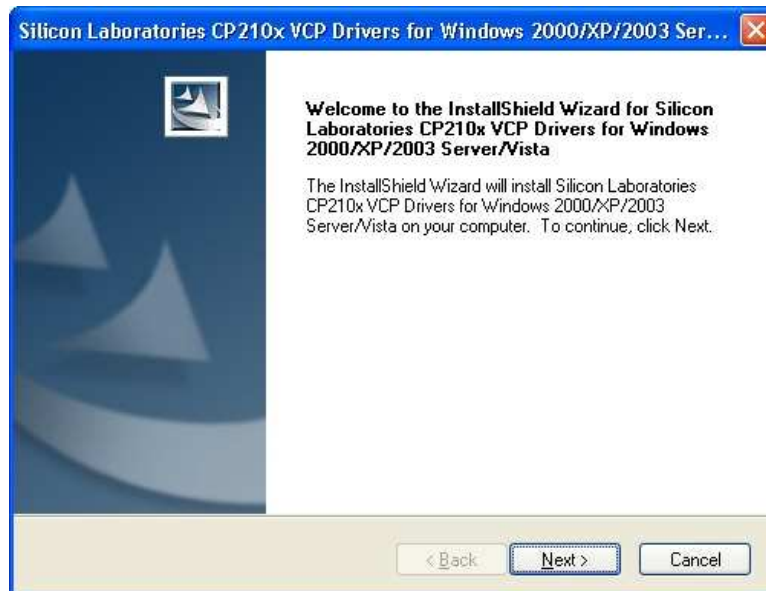 Silicon Laboratories CP210x VCP Drivers for Windows 2000/XP/2003 Ser...
Welcome to the InstallShield Wizard for Silicon
Laboratories CP210x VCP Drivers for Windows
2000/XP/2003 Server/Vista
The InstallShield Wizard will install Silicon Laboratories
CP210x VCP Drivers for Windows 2000/XP/2003
Server/Vista on your computer. To continue, click Next.
< Back
Next >
Cancel